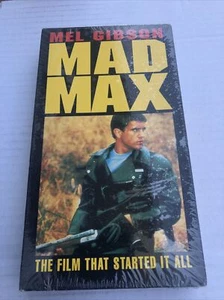 MEL GIBSON
MAD
MAX
THE FILM THAT STARTED IT ALL